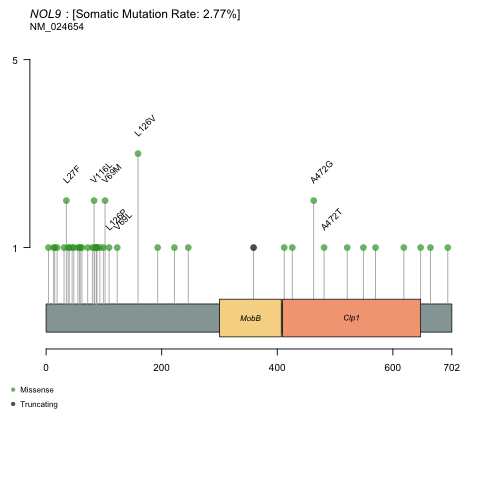 NOL9 : [Somatic Mutation Rate: 2.77%]
NM_024654
5
L126V
L27F
V116L
V69M
A472G
L126P
V69L
A472T
1
MobB
Clp1
0
200
400
600
702
Missense
Truncating